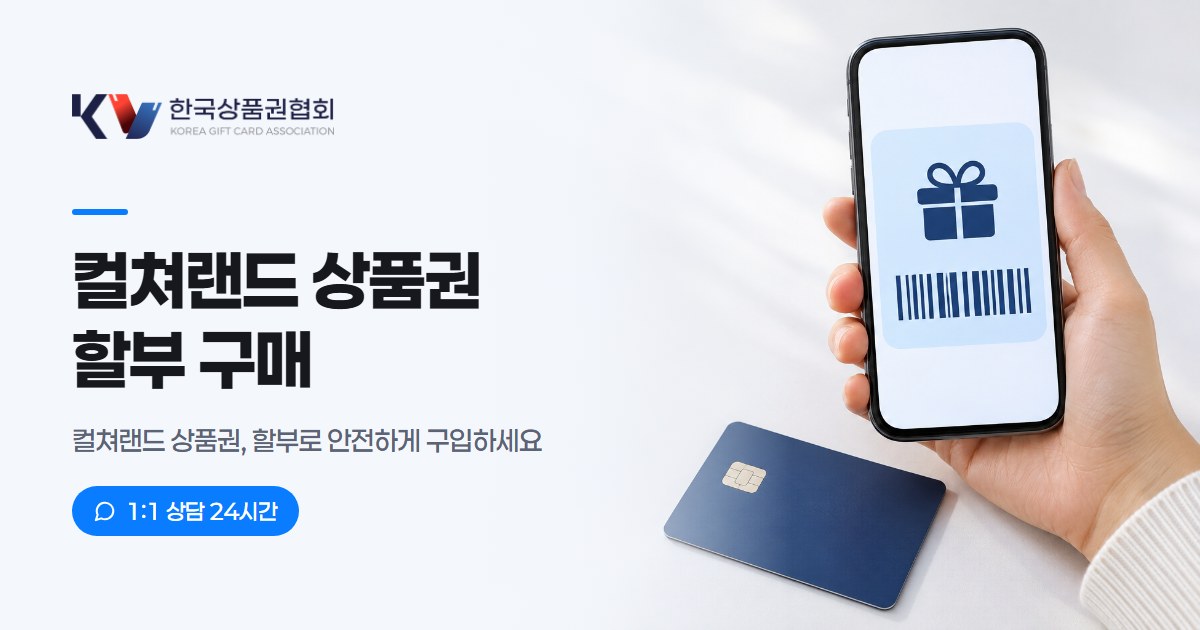 한국상품권협회
KOREA GIFT CARD ASSOCIATION
컬쳐랜드 상품권
할부 구매
컬쳐랜드 상품권, 할부로 안전하게 구입하세요
1:1 상담 24시간